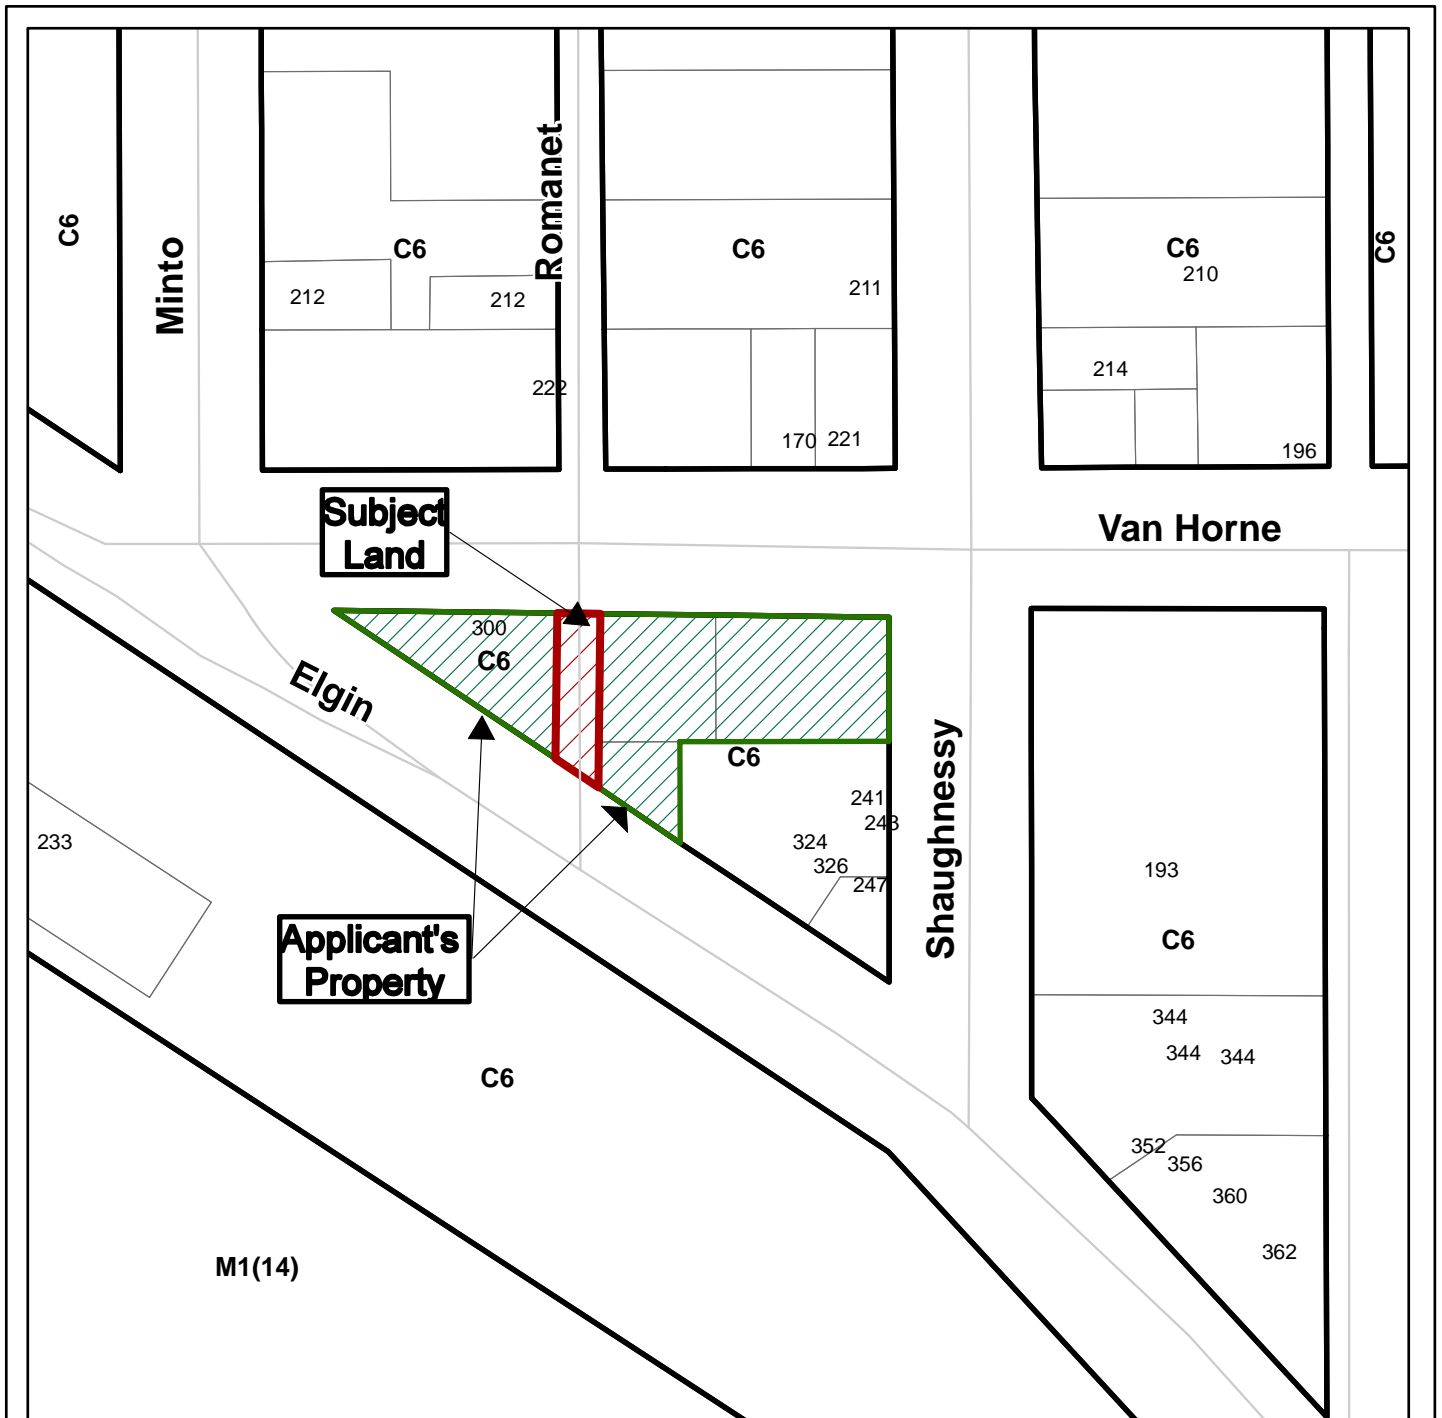 C6
Minto
C6
212
212
222
Romanet
C6
211
170
221
C6
210
214
196
C6
Van Horne
Subject
Land
300
C6
Elgin
C6
241
243
324
326
247
Shaughnessy
233
Applicant's
Property
193
C6
344
344
344
352
356
360
362
C6
M1(14)